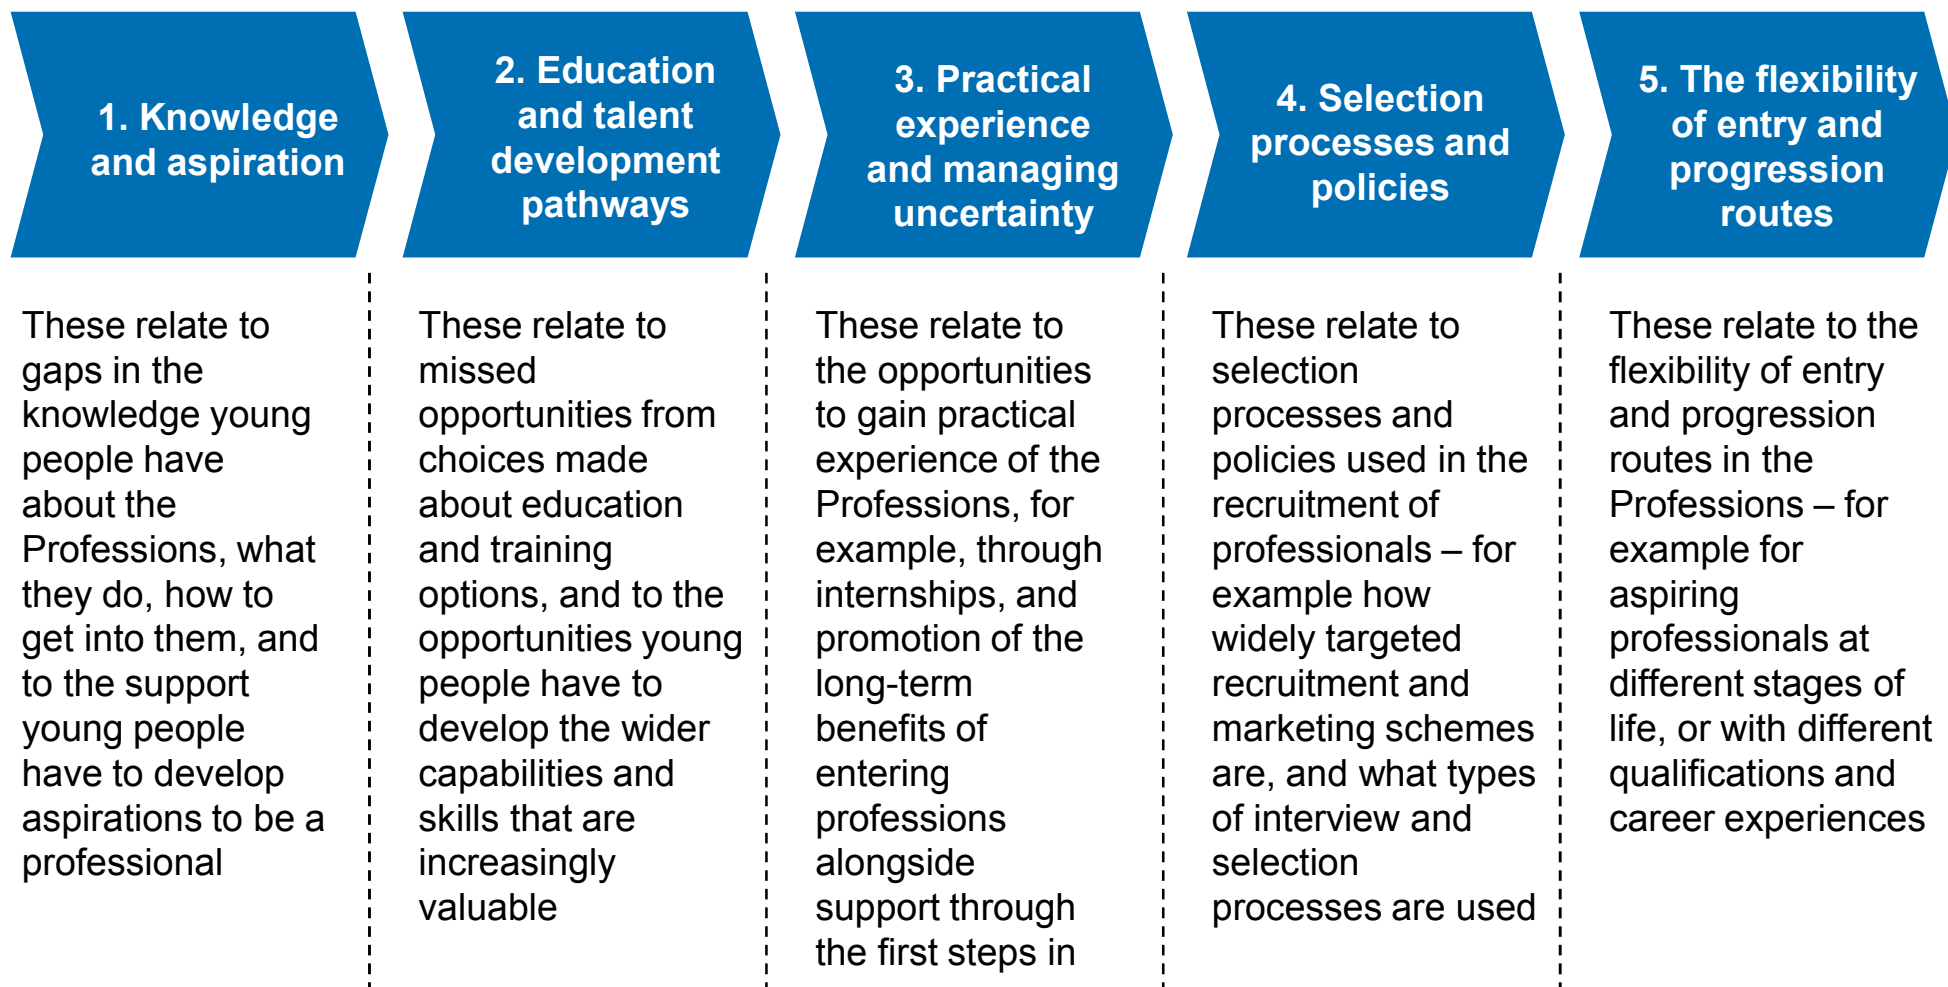 1. Knowledge
and aspiration
2. Education
and talent
development
pathways
3. Practical
experience
and managing
uncertainty
4. Selection
processes and
policies
5. The flexibility
of entry and
progression
routes
These relate to
gaps in the
knowledge young
people have
about the
Professions, what
they do, how to
get into them, and
to the support
young people
have to develop
aspirations to be a
professional
These relate to
missed
opportunities from
choices made
about education
and training
options, and to the
opportunities young
people have to
develop the wider
capabilities and
skills that are
increasingly
valuable
These relate to
the opportunities
to gain practical
experience of the
Professions, for
example, through
internships, and
promotion of the
long-term
benefits of
entering
professions
alongside
support through
the first steps in
These relate to
selection
processes and
policies used in the
recruitment of
professionals – for
example how
widely targeted
recruitment and
marketing schemes
are, and what types
of interview and
selection
processes are used
These relate to the
flexibility of entry
and progression
routes in the
Professions – for
example for
aspiring
professionals at
different stages of
life, or with different
qualifications and
career experiences